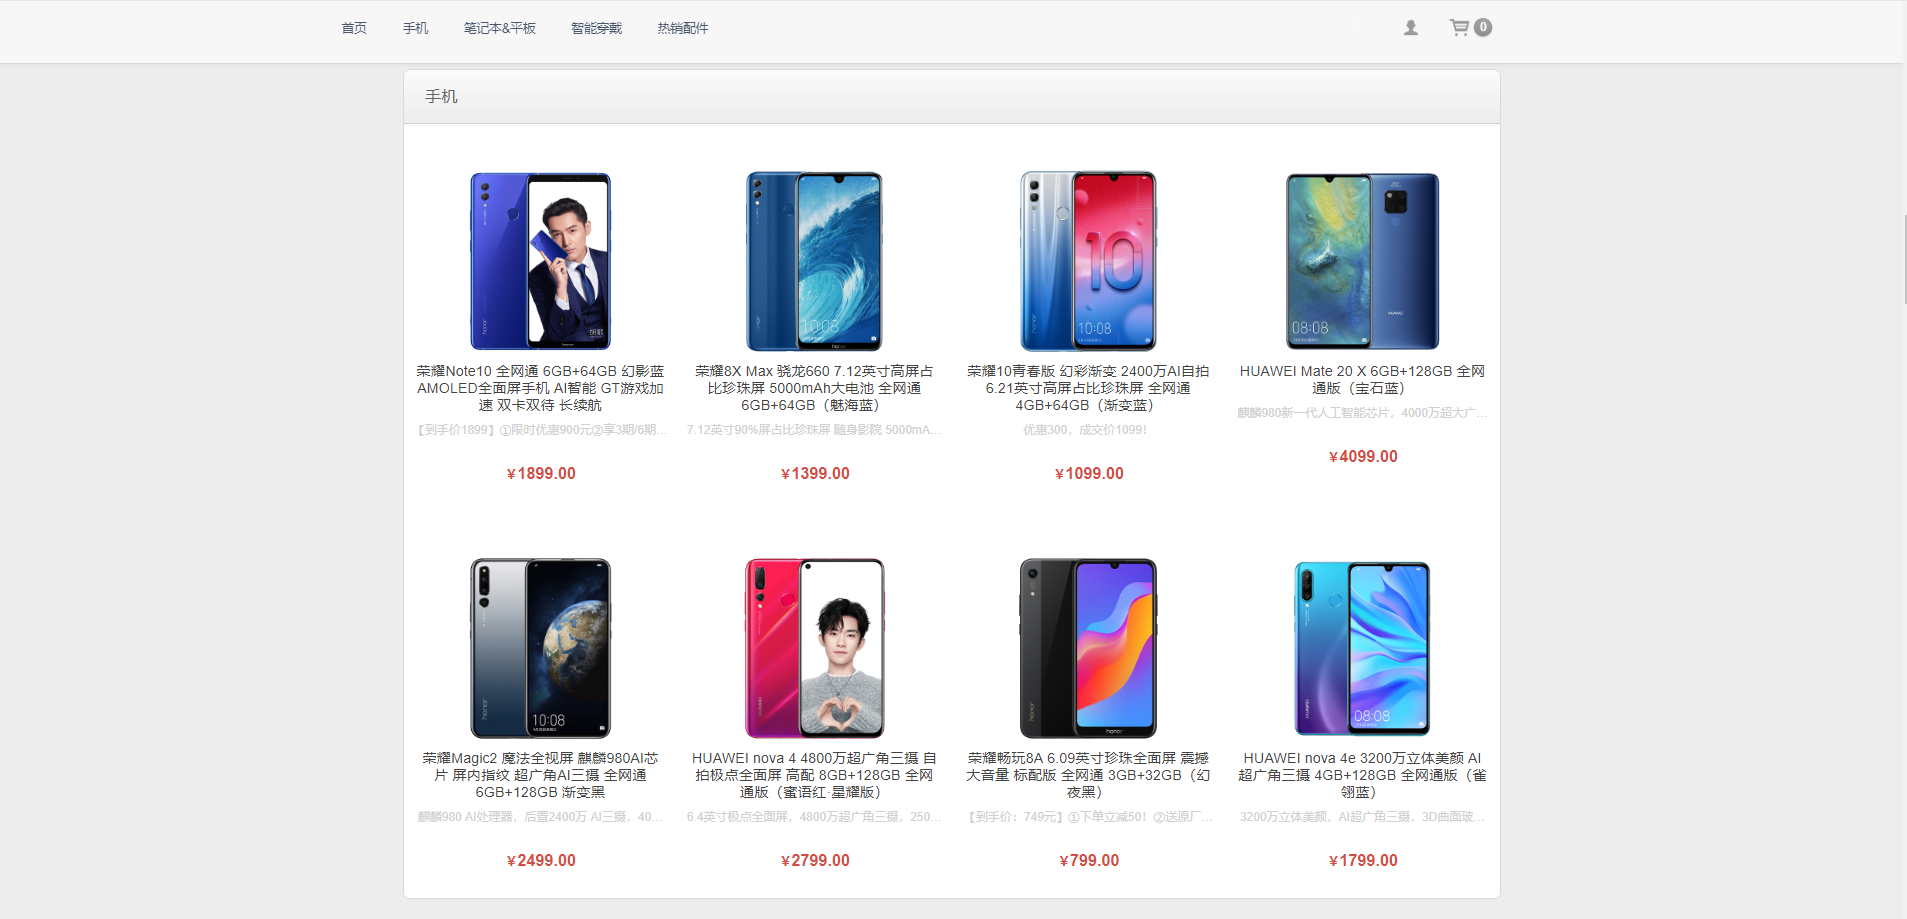 首页 手机 笔记本&平板 智能穿戴 热销配件 0
手机
10
10:08
10:08
08:08
honor
honor
HUAWEI
荣耀Note10 全网通 6GB+64GB 幻影蓝
AMOLED全面屏手机 AI智能 GT游戏加
速 双卡双待 长续航
【到手价1899】①限时优惠900元②享3期/6期...
¥1899.00
荣耀8X Max 骁龙660 7.12英寸高屏占
比珍珠屏 5000mAh大电池 全网通
6GB+64GB（魅海蓝）
7.12英寸90%屏占比珍珠屏 随身影院 5000mA...
¥1399.00
荣耀10青春版 幻彩渐变 2400万AI自拍
6.21英寸高屏占比珍珠屏 全网通
4GB+64GB（渐变蓝）
优惠300，成交价1099！
¥1099.00
HUAWEI Mate 20 X 6GB+128GB 全网
通版（宝石蓝）
麒麟980新一代人工智能芯片，4000万超大广...
¥4099.00
10:08
08:08
honor
honor
HUAWEI
荣耀Magic2 魔法全视屏 麒麟980AI芯
片 屏内指纹 超广角AI三摄 全网通
6GB+128GB 渐变黑
麒麟980 AI处理器，后置2400万 AI三摄，40...
¥2499.00
HUAWEI nova 4 4800万超广角三摄 自
拍极点全面屏 高配 8GB+128GB 全网
通版（蜜语红·星耀版）
6.4英寸极点全面屏，4800万超广角三摄，250...
¥2799.00
荣耀畅玩8A 6.09英寸珍珠全面屏 震撼
大音量 标配版 全网通 3GB+32GB（幻
夜黑）
【到手价：749元】①下单立减50！②送原厂...
¥799.00
HUAWEI nova 4e 3200万立体美颜 AI
超广角三摄 4GB+128GB 全网通版（雀
翎蓝）
3200万立体美颜，AI超广角三摄，3D曲面玻...
¥1799.00